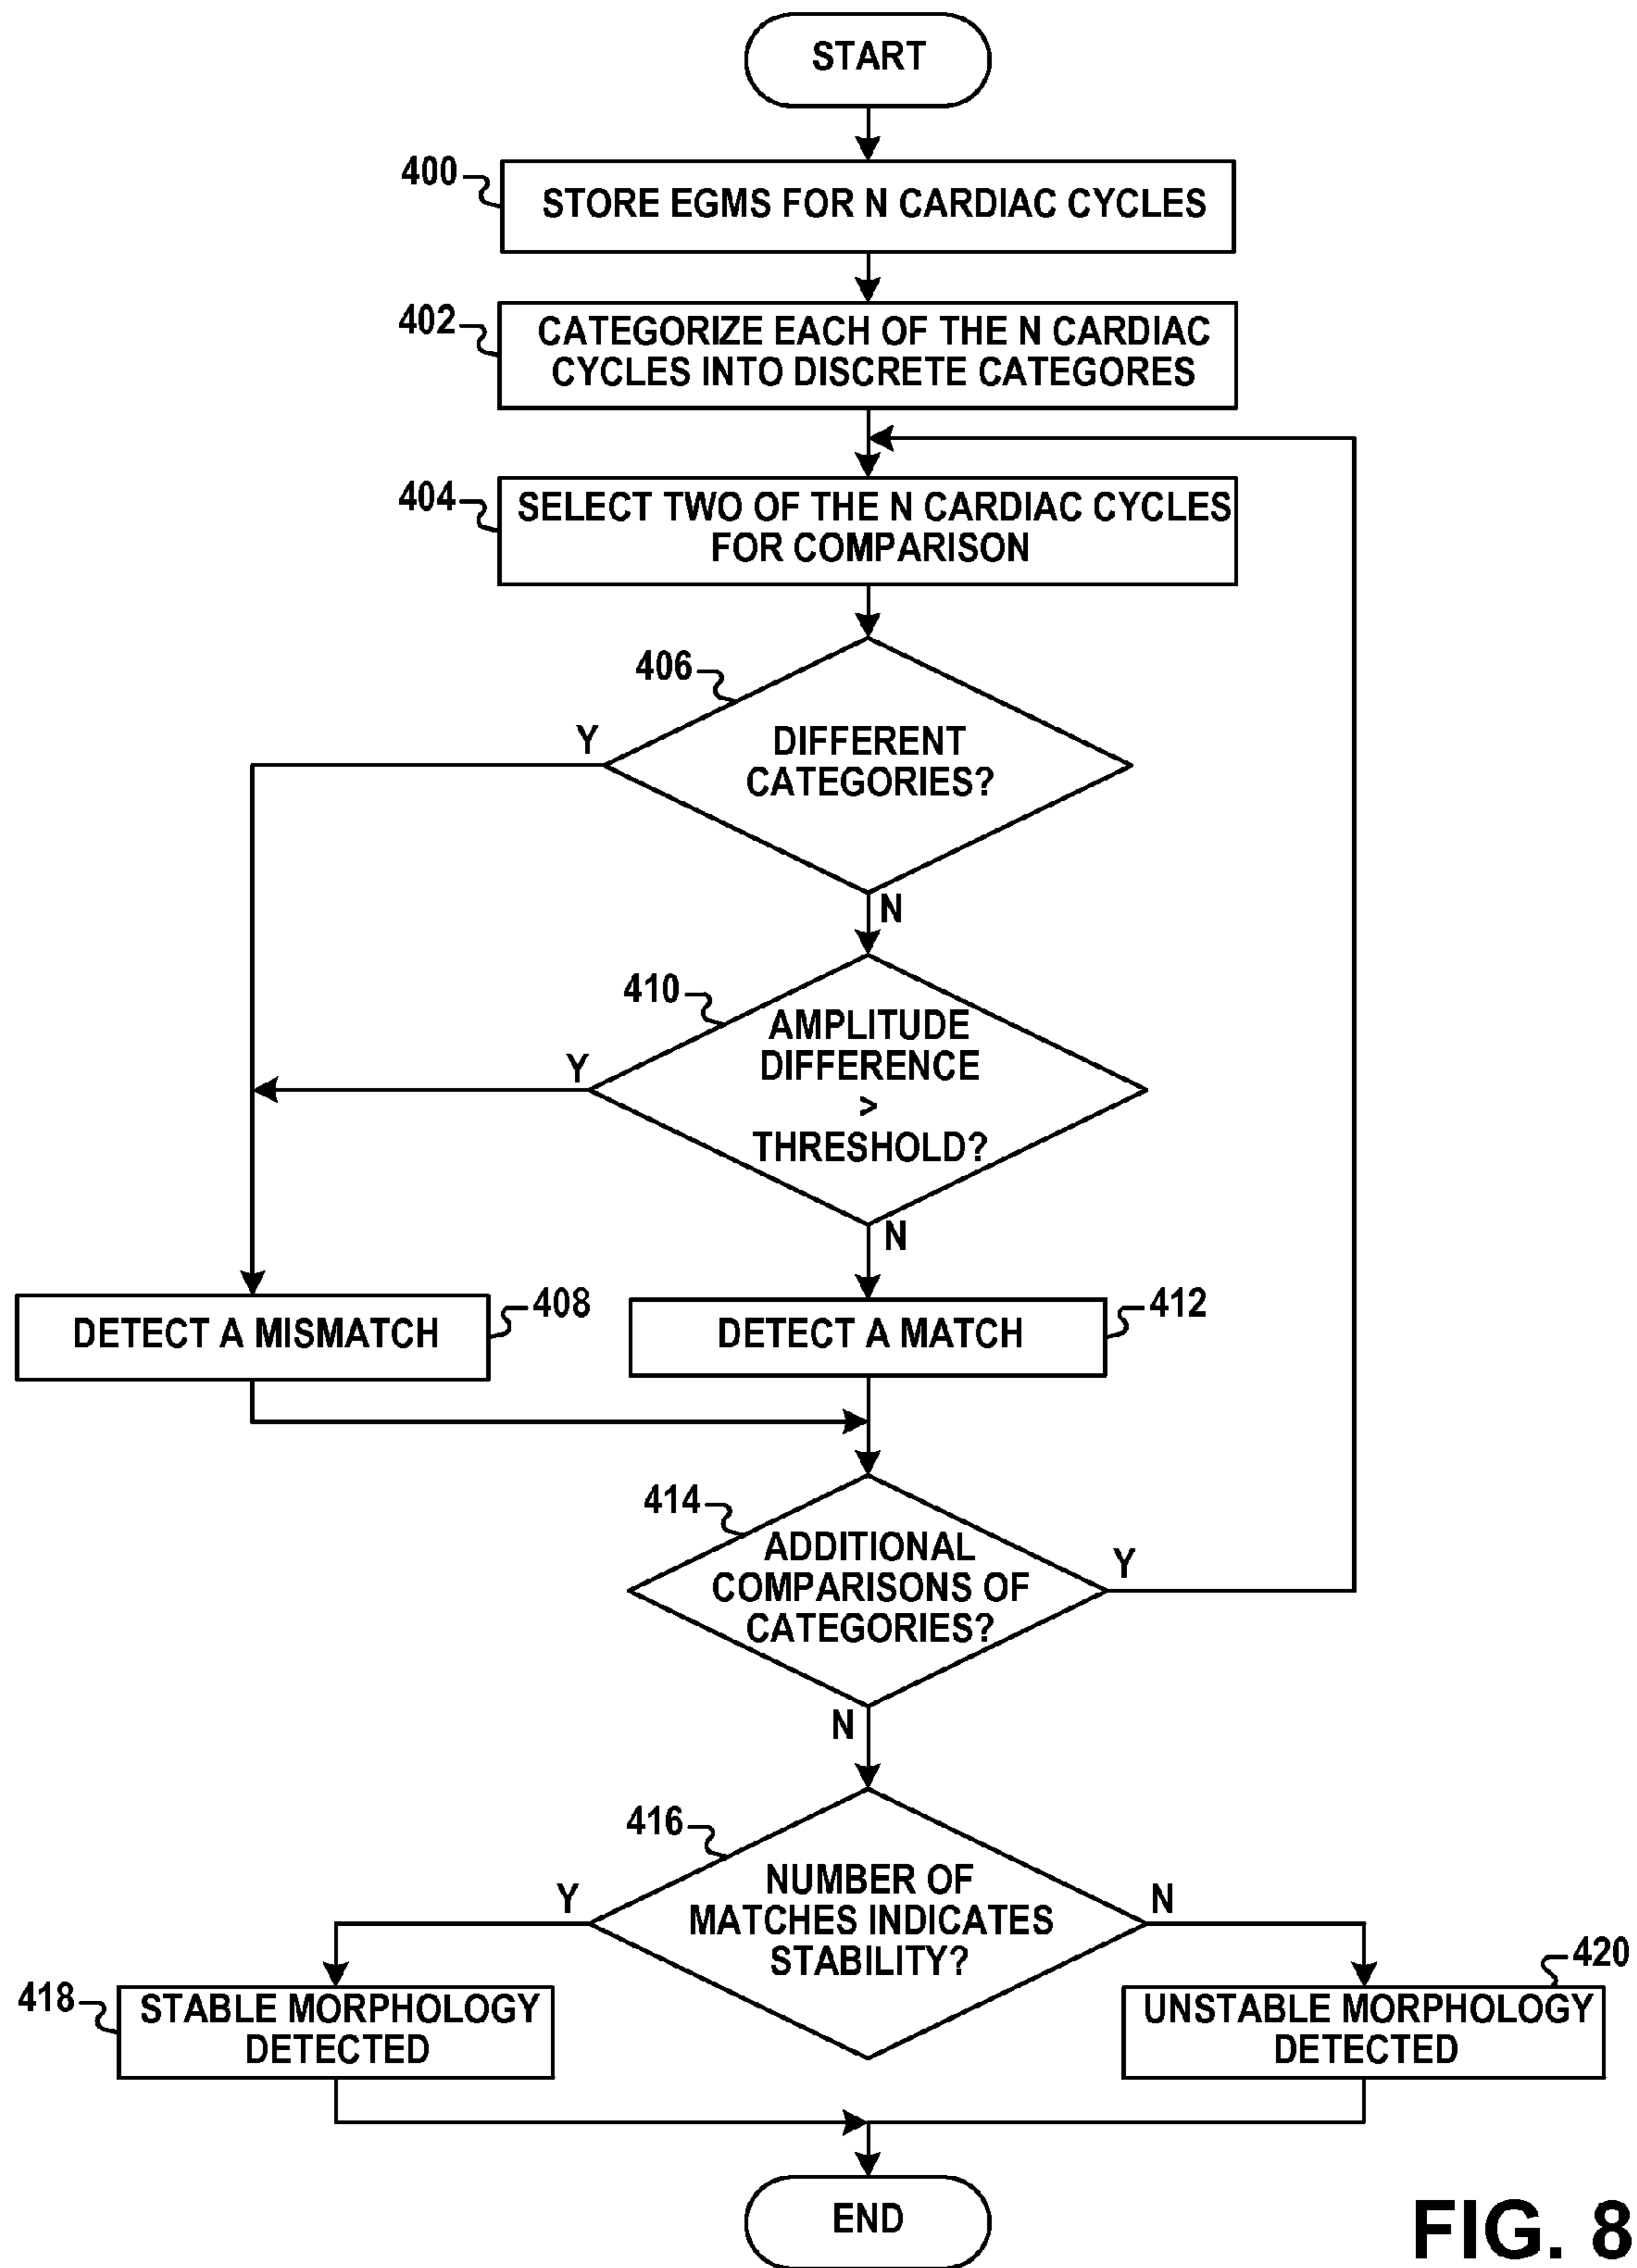 START
400
STORE EGMS FOR N CARDIAC CYCLES
402
CATEGORIZE EACH OF THE N CARDIAC
CYCLES INTO DISCRETE CATEGORES
404
SELECT TWO OF THE N CARDIAC CYCLES
FOR COMPARISON
406
Y
DIFFERENT
CATEGORIES?
N
410
Y
AMPLITUDE
DIFFERENCE
>
THRESHOLD?
N
DETECT A MISMATCH
408
DETECT A MATCH
412
414
ADDITIONAL
COMPARISONS OF
CATEGORIES?
Y
N
416
Y
NUMBER OF
MATCHES INDICATES
STABILITY?
N
418
STABLE MORPHOLOGY
DETECTED
420
UNSTABLE MORPHOLOGY
DETECTED
END
FIG. 8